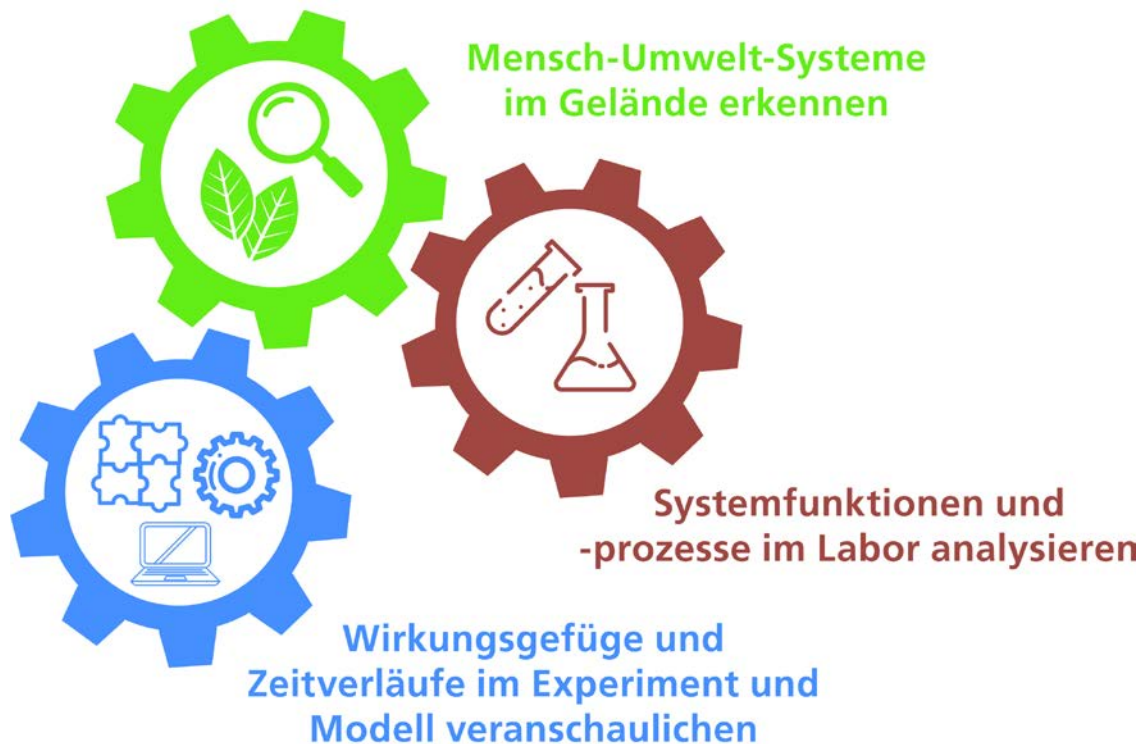 Mensch-Umwelt-Systeme
im Gelände erkennen
Systemfunktionen und
-prozesse im Labor analysieren
Wirkungsgefüge und
Zeitverläufe im Experiment und
Modell veranschaulichen